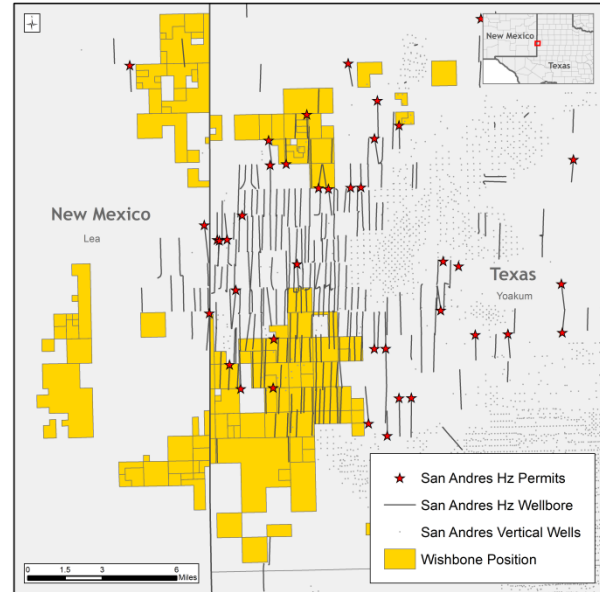 New Mexico
Texas
New Mexico
Lea
Texas
Yoakum
San Andres Hz Permits
San Andres Hz Wellbore
San Andres Vertical Wells
Wishbone Position
0 1.5 3 6
Miles